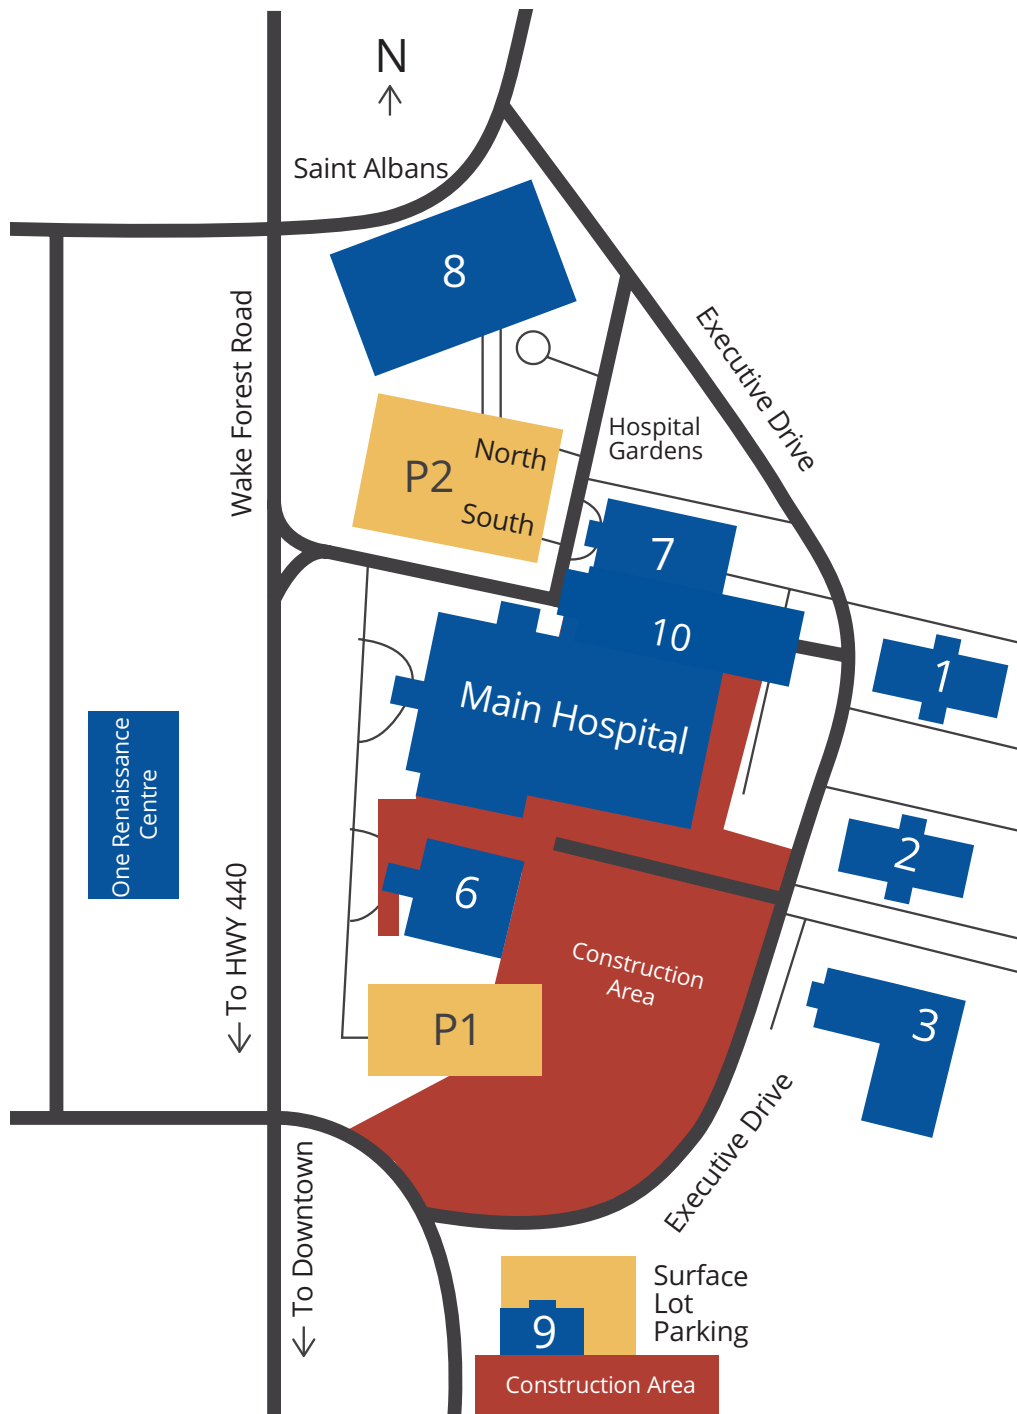 N
Saint Albans
8
Wake Forest Road
Executive Drive
Hospital
Gardens
North
P2
South
7
10
1
Main Hospital
One Renaissance
Centre
2
6
To HWY 440
Construction
Area
3
P1
Executive Drive
To Downtown
Surface
Lot
Parking
9
Construction Area